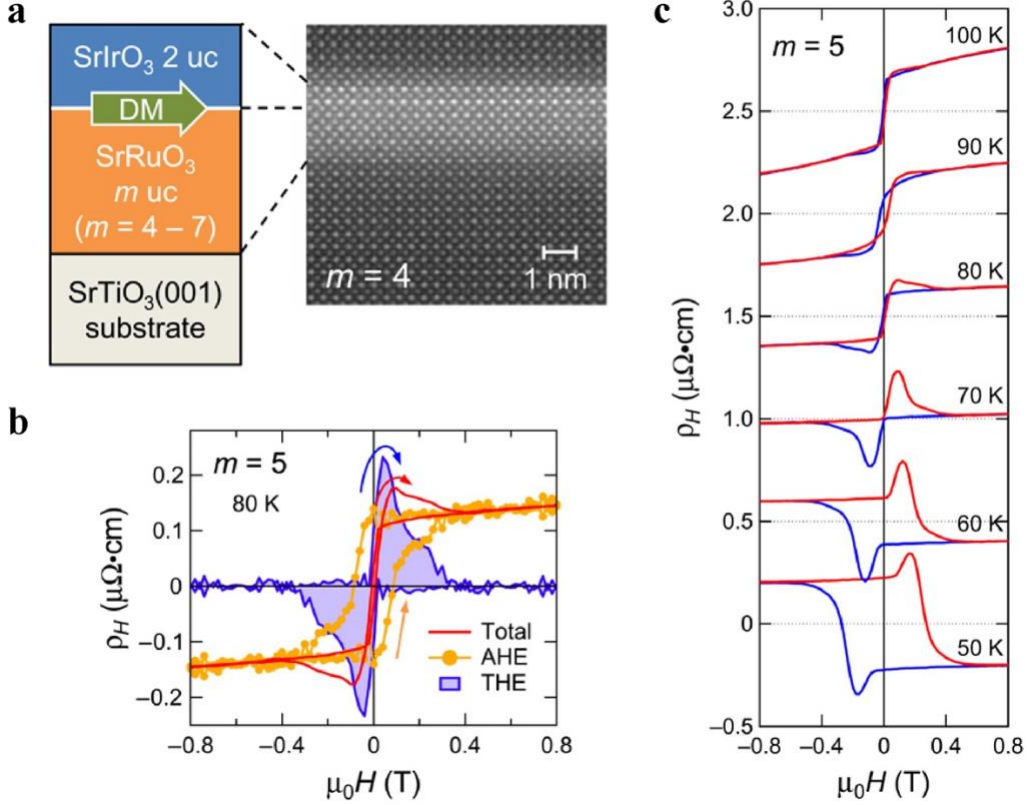 a
SrIrO3 2 uc
DM
SrRuO3
m uc
(m = 4 – 7)
SrTiO3(001)
substrate
m = 4
1 nm
b
m = 5
80 K
0.2
0.1
0
−0.1
−0.2
ρH (μΩ•cm)
Total
AHE
THE
−0.8
−0.4
0
0.4
0.8
μ0H (T)
c
m = 5
100 K
90 K
80 K
70 K
60 K
50 K
3.0
2.5
2.0
1.5
1.0
0.5
0
−0.5
ρH (μΩ•cm)
−0.8
−0.4
0
0.4
0.8
μ0H (T)